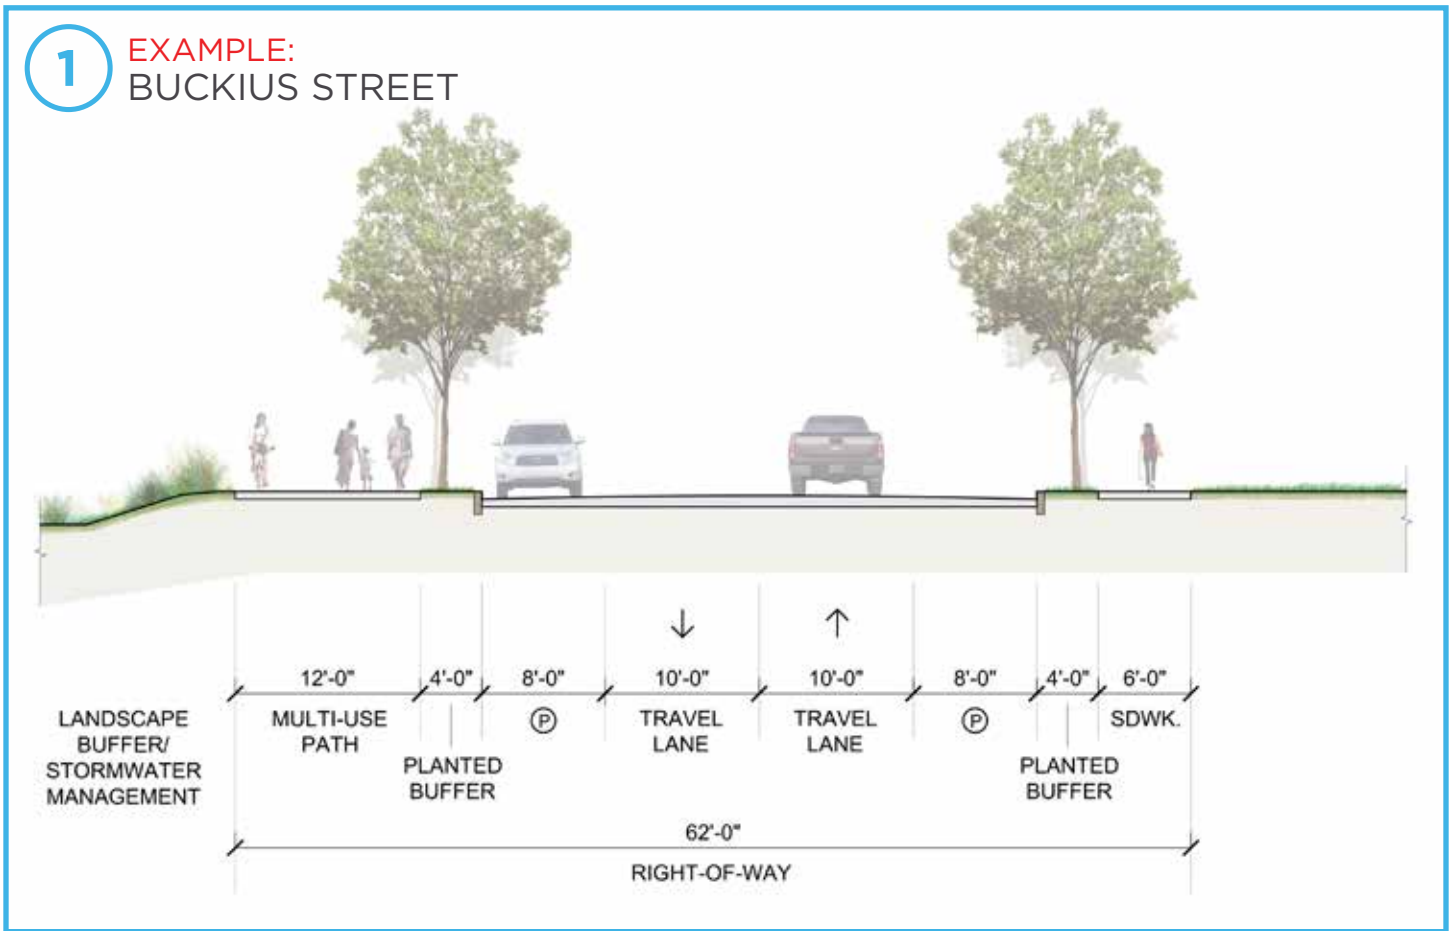 1
EXAMPLE:
BUCKIUS STREET
12'-0"
4'-0"
8'-0"
10'-0"
10'-0"
8'-0"
4'-0"
6'-0"
LANDSCAPE
BUFFER/
STORMWATER
MANAGEMENT
MULTI-USE
PATH
PLANTED
BUFFER
P
TRAVEL
LANE
TRAVEL
LANE
P
PLANTED
BUFFER
SDWK.
62'-0"
RIGHT-OF-WAY